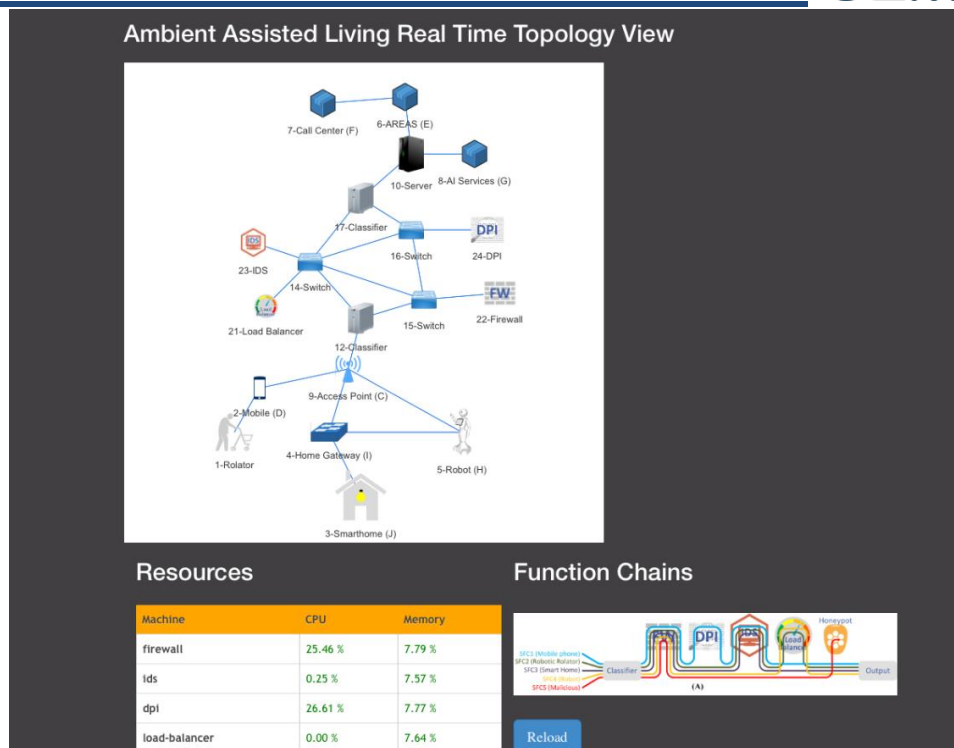 Ambient Assisted Living Real Time Topology View
7-Call Center (F)
6-AREAS (E)
10-Server
8-AI Services (G)
17-Classifier
DPI
16-Switch
24-DPI
IDS
23-IDS
14-Switch
FW
22-Firewall
15-Switch
Load
21-Load Balancer
12-Classifier
9-Access Point (C)
2-Mobile (D)
1-Rolator
4-Home Gateway (I)
5-Robot (H)
3-Smarthome (J)
Resources
Function Chains
Machine CPU Memory
firewall 25.46 % 7.79 %
ids 0.25 % 7.57 %
dpi 26.61 % 7.77 %
load-balancer 0.00 % 7.64 %
Honeypot
DPI
IDS
Load
Balance
SFC1 (Mobile phone)
SFC2 (Robotic Rolator)
SFC3 (Smart Home)
SFC4 (Robot)
SFC5 (Malicious)
Classifier
Output
(A)
Reload